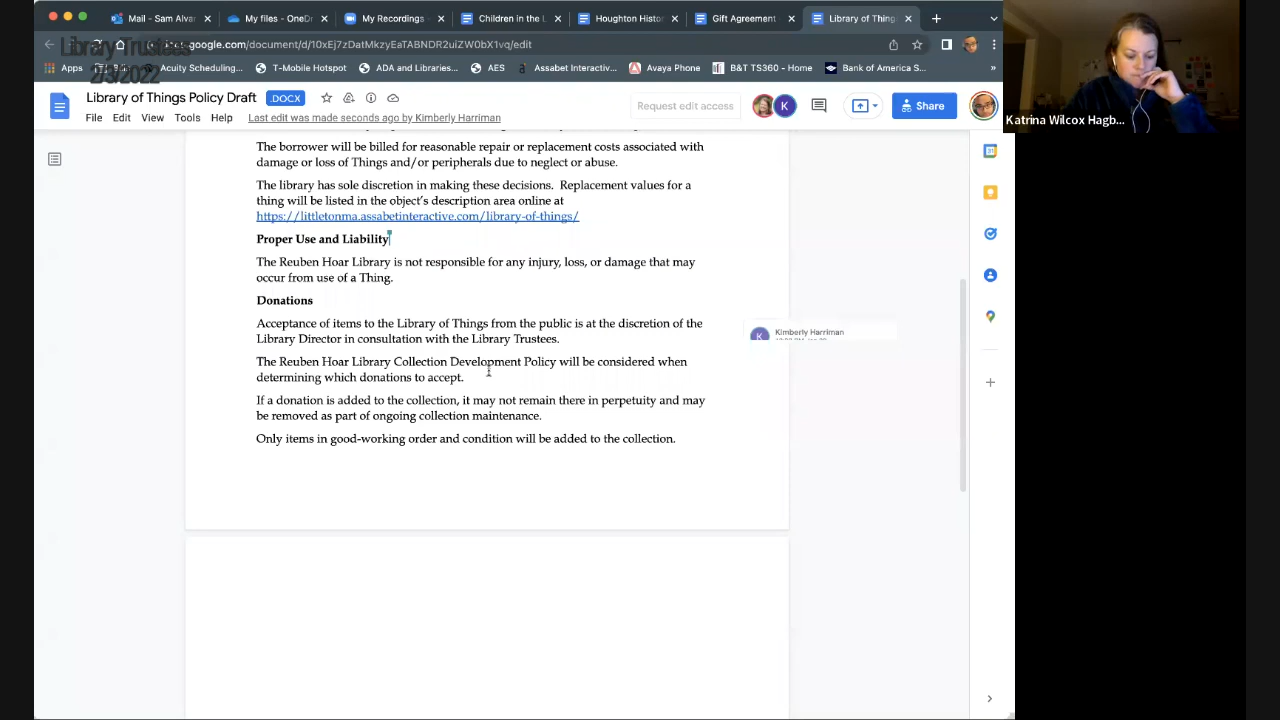 Mail - Sam Alvar
My files - OneDr
My Recordings -
Children in the L
Houghton Histor
Gift Agreement
Library of Thing
google.com/document/d/10xEj7zDatMkzyEaTABNDR2uiZW0bX1vq/edit
Library Trustees
2/3/2022
Apps
Acuity Scheduling...
T-Mobile Hotspot
ADA and Libraries...
AES
Assabet Interactiv...
Avaya Phone
B&T TS360 - Home
Bank of America S...
»
Library of Things Policy Draft
.DOCX
Request edit access
K
Share
File Edit View Tools Help
Last edit was made seconds ago by Kimberly Harriman
Katrina Wilcox Hagb...
The borrower will be billed for reasonable repair or replacement costs associated with
damage or loss of Things and/or peripherals due to neglect or abuse.
The library has sole discretion in making these decisions. Replacement values for a
thing will be listed in the object's description area online at
https://littletonma.assabetinteractive.com/library-of-things/
Proper Use and Liability
The Reuben Hoar Library is not responsible for any injury, loss, or damage that may
occur from use of a Thing.
Donations
Acceptance of items to the Library of Things from the public is at the discretion of the
Library Director in consultation with the Library Trustees.
K
Kimberly Harriman
The Reuben Hoar Library Collection Development Policy will be considered when
determining which donations to accept.
If a donation is added to the collection, it may not remain there in perpetuity and may
be removed as part of ongoing collection maintenance.
Only items in good-working order and condition will be added to the collection.